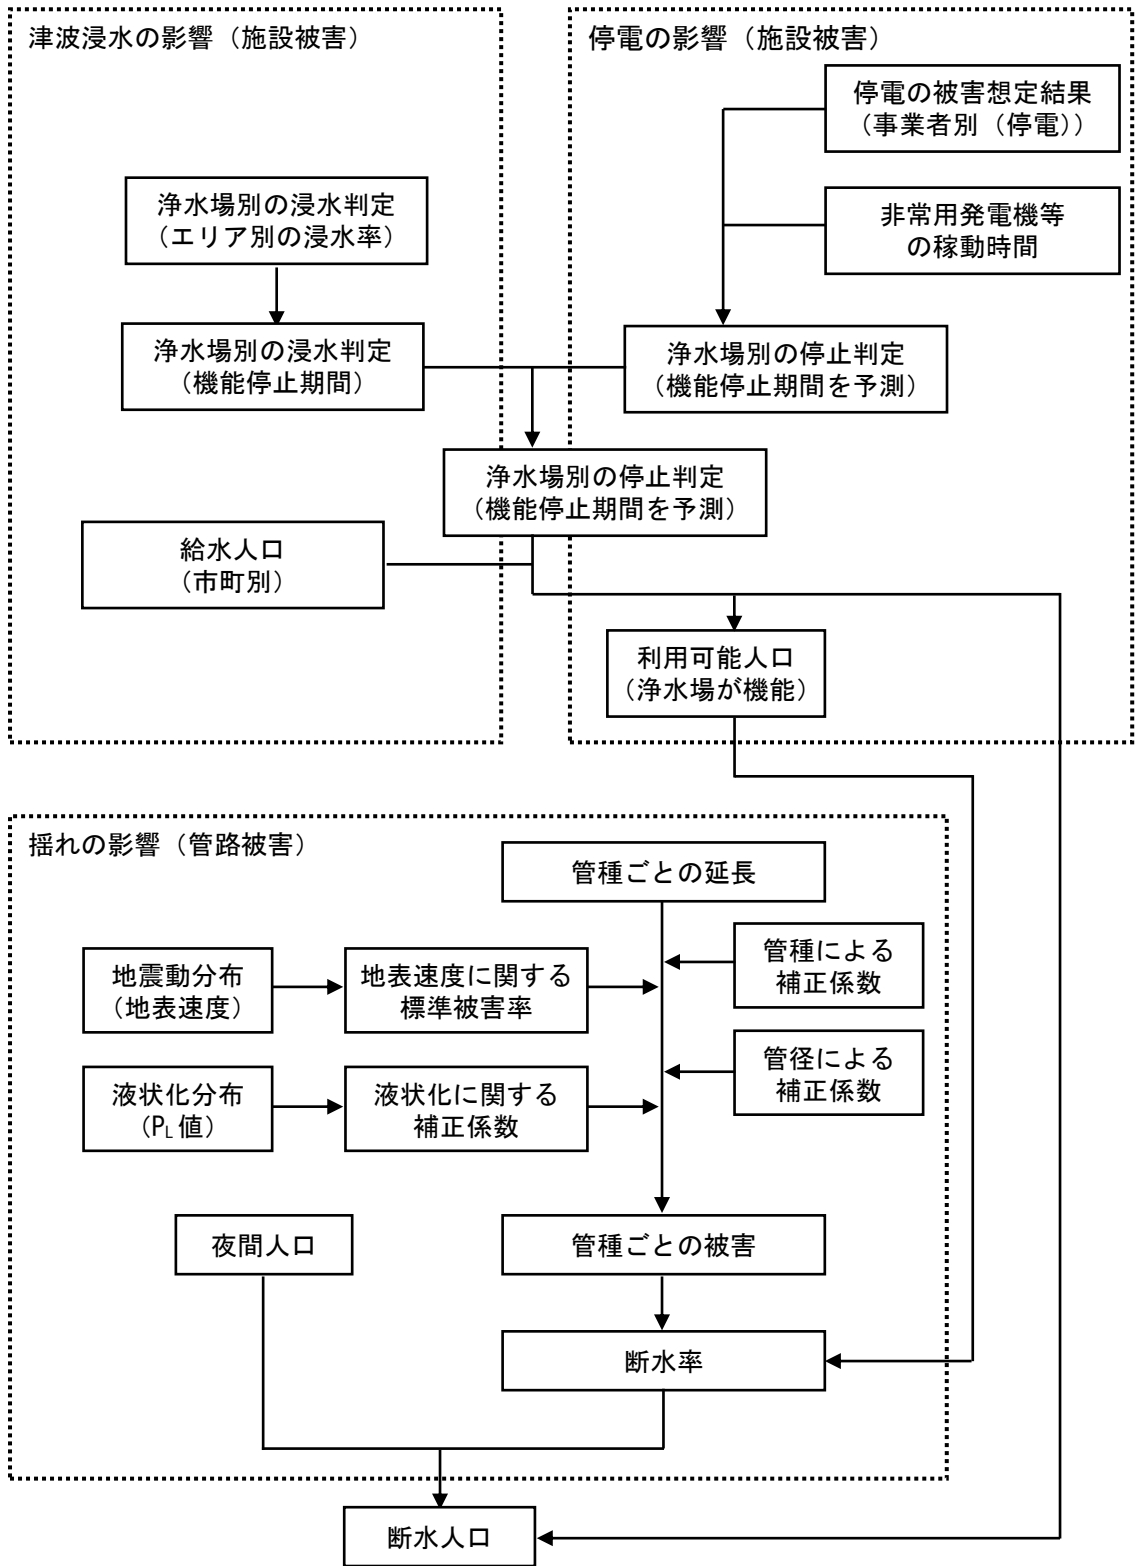 津波浸水の影響（施設被害）
停電の影響（施設被害）
停電の被害想定結果
（事業者別（停電））
浄水場別の浸水判定
（エリア別の浸水率）
非常用発電機等
の稼動時間
浄水場別の浸水判定
（機能停止期間）
浄水場別の停止判定
（機能停止期間を予測）
浄水場別の停止判定
（機能停止期間を予測）
給水人口
（市町別）
利用可能人口
（浄水場が機能）
揺れの影響（管路被害）
管種ごとの延長
地震動分布
（地表速度）
地表速度に関する
標準被害率
管種による
補正係数
液状化分布
（PL値）
液状化に関する
補正係数
管径による
補正係数
夜間人口
管種ごとの被害
断水率
断水人口